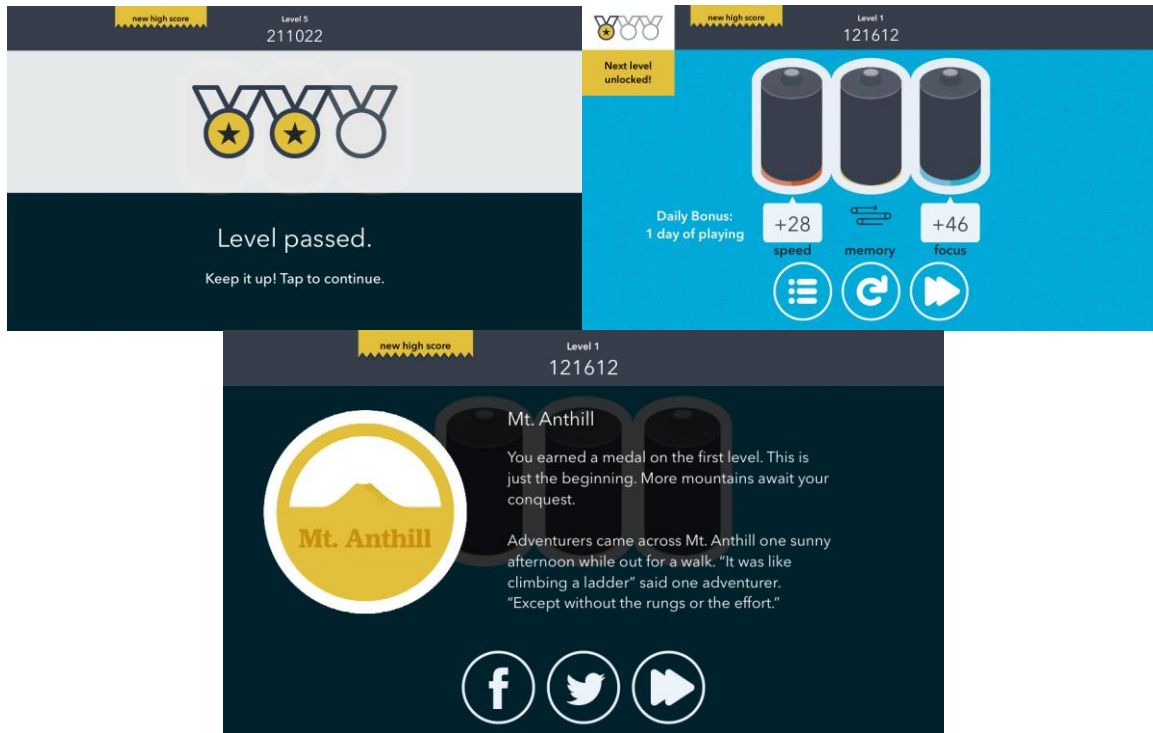 new high score
Level 5
211022
Level passed.
Keep it up! Tap to continue.
Next level
unlocked!
new high score
Level 1
121612
Daily Bonus:
1 day of playing
+28
+46
speed
memory
focus
new high score
Level 1
121612
Mt. Anthill
Mt. Anthill
You earned a medal on the first level. This is
just the beginning. More mountains await your
conquest.
Adventurers came across Mt. Anthill one sunny
afternoon while out for a walk. “It was like
climbing a ladder” said one adventurer.
“Except without the rungs or the effort.”
f